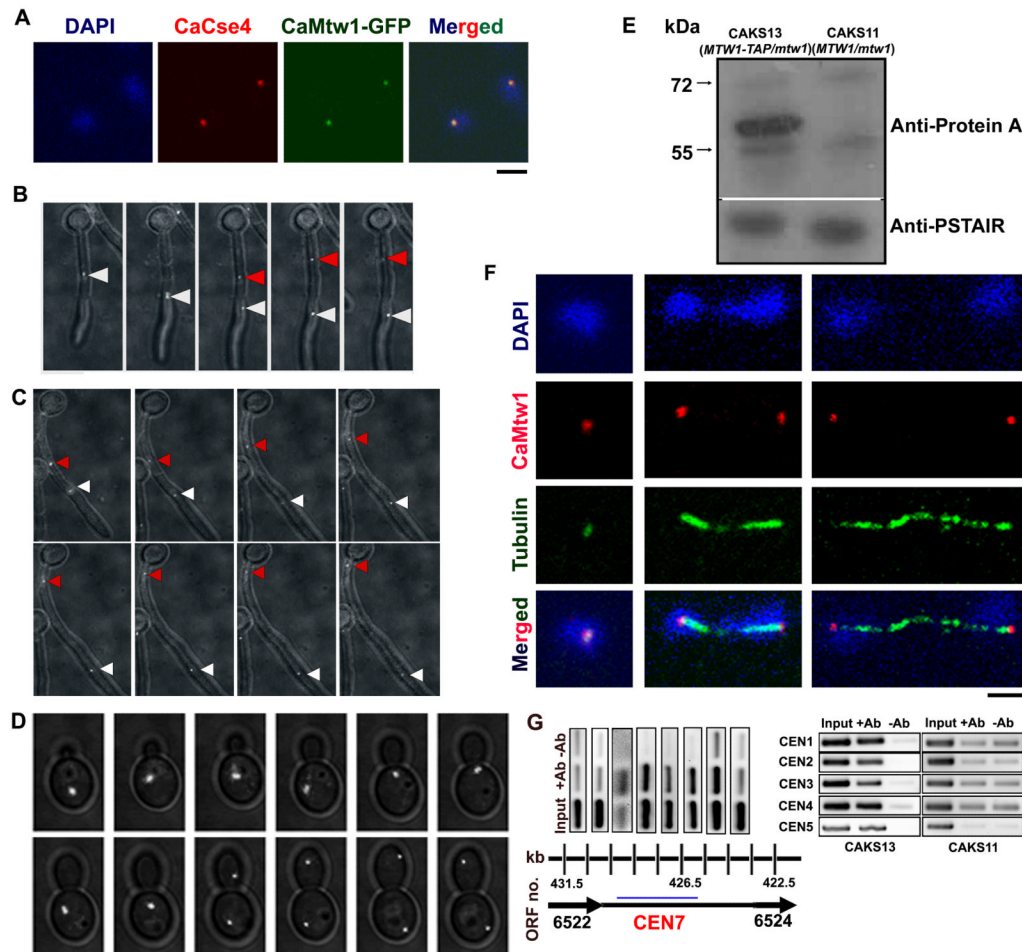 A
DAPI
CaCse4
CaMtw1-GFP
Merged
B
C
D
E
kDa
CAKS13
(MTW1-TAP/mtw1)
CAKS11
(MTW1/mtw1)
72
55
Anti-Protein A
Anti-PSTAIR
F
DAPI
CaMtw1
Tubulin
Merged
G
Input +Ab -Ab
kb
431.5
426.5
422.5
ORF no.
6522
CEN7
6524
Input +Ab -Ab
Input +Ab -Ab
CEN1
CEN2
CEN3
CEN4
CEN5
CAKS13
CAKS11